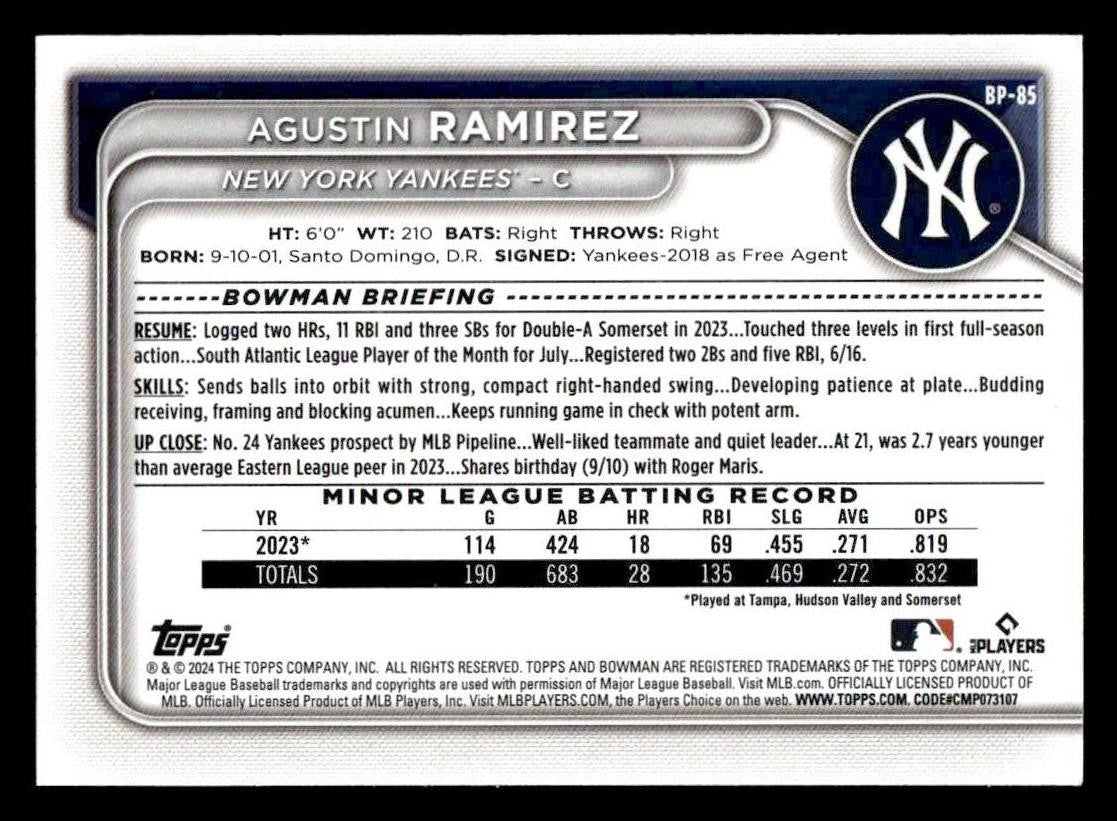 BP-85
AGUSTIN RAMIREZ
NEW YORK YANKEES - C
NY ®
HT: 6'0" WT: 210 BATS: Right THROWS: Right
BORN: 9-10-01, Santo Domingo, D.R. SIGNED: Yankees-2018 as Free Agent
BOWMAN BRIEFING
RESUME: Logged two HRs, 11 RBI and three SBs for Double-A Somerset in 2023...Touched three levels in first full-season
action...South Atlantic League Player of the Month for July...Registered two 2Bs and five RBI, 6/16.
SKILLS: Sends balls into orbit with strong, compact right-handed swing...Developing patience at plate...Budding
receiving, framing and blocking acumen...Keeps running game in check with potent arm.
UP CLOSE: No. 24 Yankees prospect by MLB Pipeline...Well-liked teammate and quiet leader...At 21, was 2.7 years younger
than average Eastern League peer in 2023...Shares birthday (9/10) with Roger Maris.
MINOR LEAGUE BATTING RECORD
YR G AB HR RBI SLG AVG OPS
2023* 114 424 18 69 .455 .271 .819
TOTALS 190 683 28 135 .469 .272 .832
*Played at Tampa, Hudson Valley and Somerset
Topps®
MLB PLAYERS
® & © 2024 THE TOPPS COMPANY, INC. ALL RIGHTS RESERVED. TOPPS AND BOWMAN ARE REGISTERED TRADEMARKS OF THE TOPPS COMPANY, INC.
Major League Baseball trademarks and copyrights are used with permission of Major League Baseball. Visit MLB.com. OFFICIALLY LICENSED PRODUCT OF
MLB. Officially Licensed Product of MLB Players, Inc. Visit MLBPLAYERS.COM, the Players Choice on the web. WWW.TOPPS.COM. CODE#CMP073107